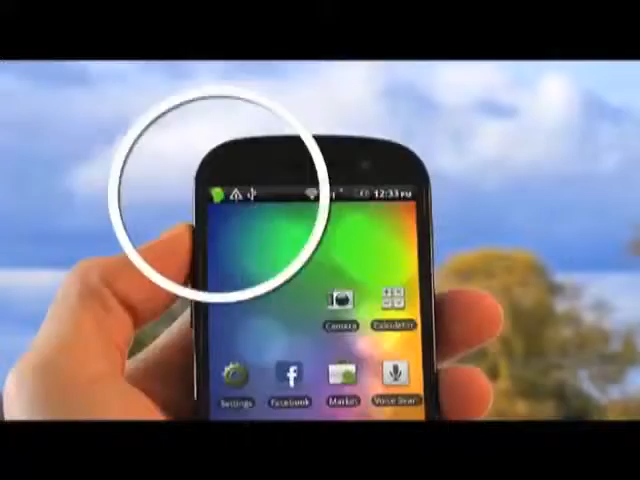 12:33 PM
Camera
Calculator
Settings
Facebook
Market
Voice Sear